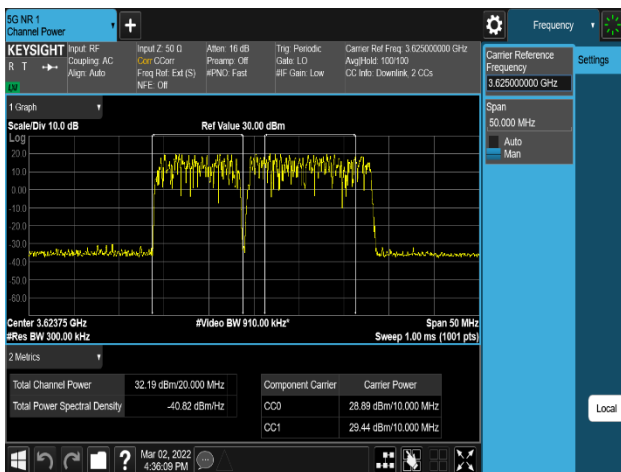 5G NR 1
Channel Power
Frequency
KEYSIGHT
R T
Input: RF
Coupling: AC
Align: Auto
Input Z: 50 Ω
Corr CCorr
Freq Ref: Ext (S)
NFE: Off
Atten: 16 dB
Preamp: Off
#PNO: Fast
Trig: Periodic
Gate: LO
#IF Gain: Low
Carrier Ref Freq: 3.625000000 GHz
Avg|Hold: 100/100
CC Info: Downlink, 2 CCs
Carrier Reference
Frequency
3.625000000 GHz
Settings
Span
50.000 MHz
Auto
Man
1 Graph
Scale/Div 10.0 dB
Ref Value 30.00 dBm
Log
20.0
10.0
0.00
-10.0
-20.0
-30.0
-40.0
-50.0
-60.0
Center 3.62375 GHz
#Video BW 910.00 kHz*
Span 50 MHz
#Res BW 300.00 kHz
Sweep 1.00 ms (1001 pts)
2 Metrics
Total Channel Power 32.19 dBm/20.000 MHz
Total Power Spectral Density -40.82 dBm/Hz
Component Carrier Carrier Power
CC0 28.89 dBm/10.000 MHz
CC1 29.44 dBm/10.000 MHz
Local
Mar 02, 2022
4:36:09 PM